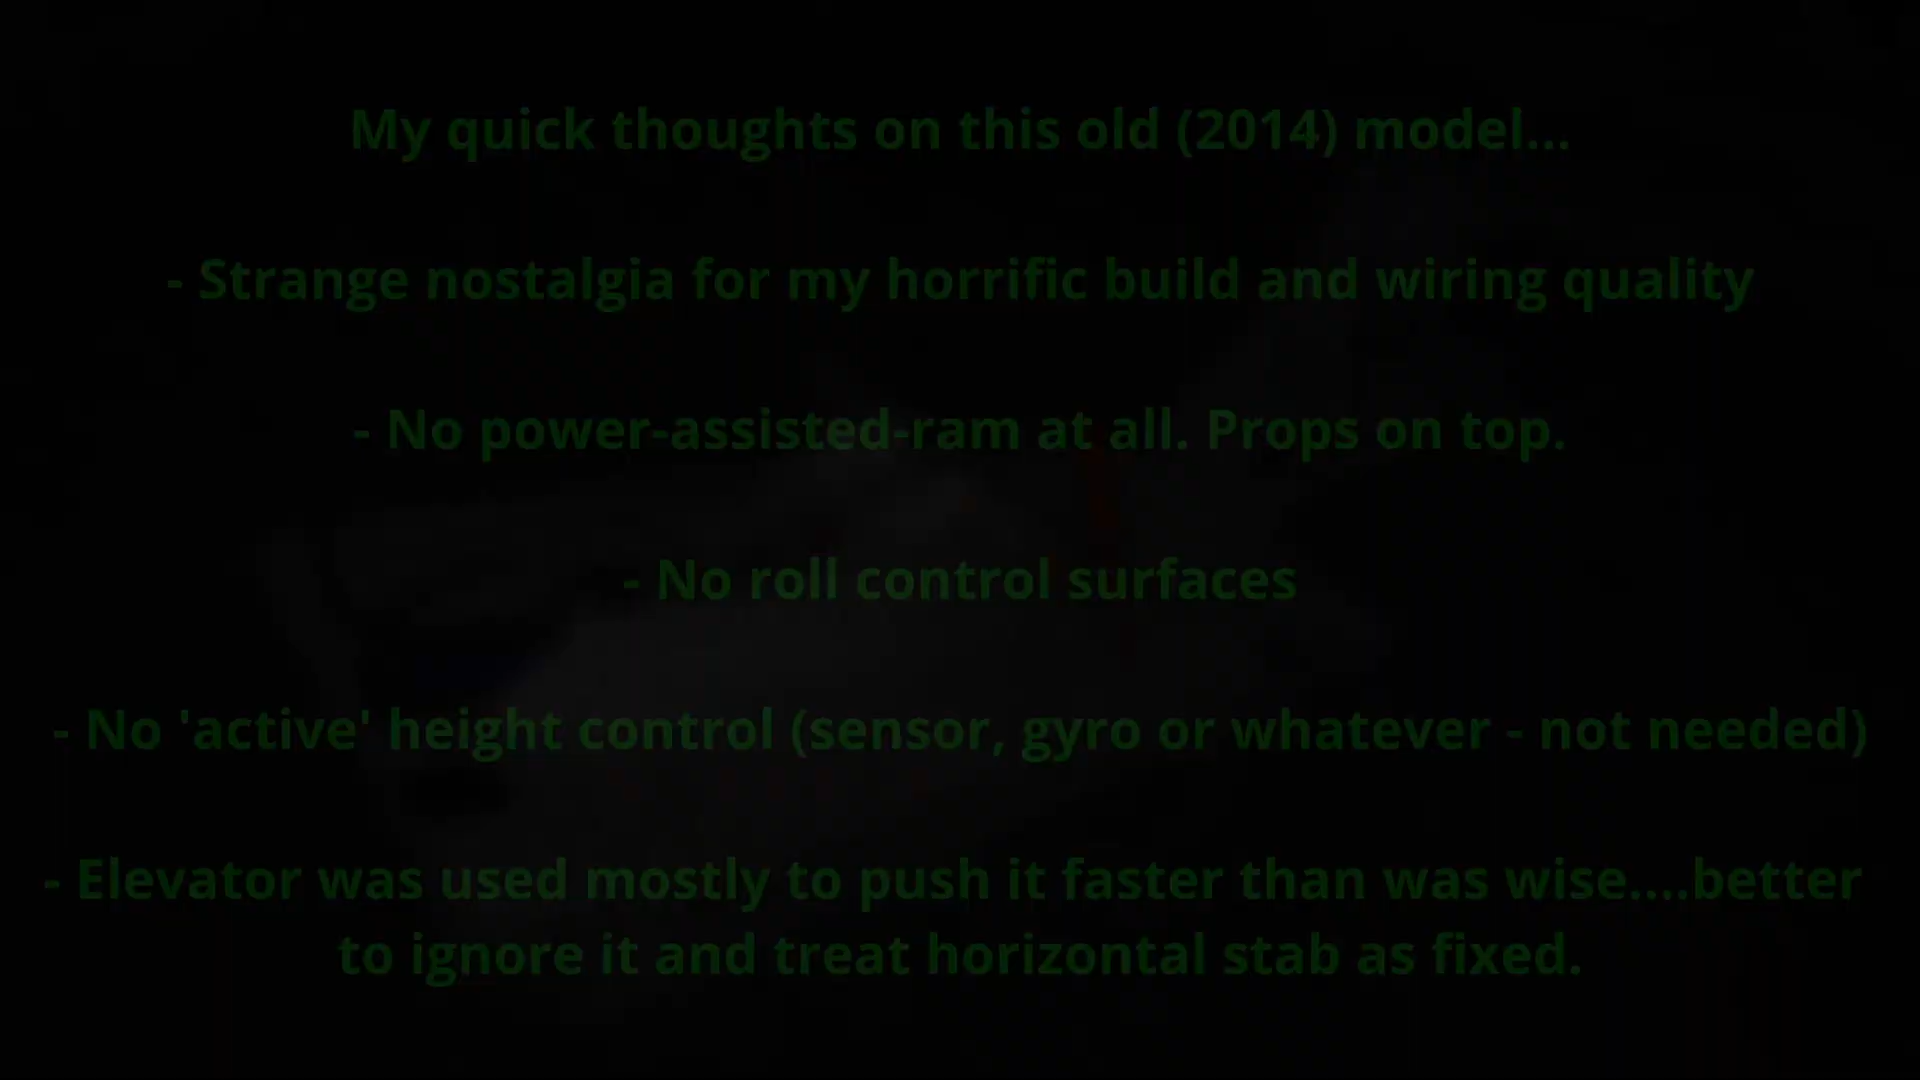 My quick thoughts on this old (2014) model...
- Strange nostalgia for my horrific build and wiring quality
- No power-assisted-ram at all. Props on top.
- No roll control surfaces
- No 'active' height control (sensor, gyro or whatever - not needed)
- Elevator was used mostly to push it faster than was wise....better
to ignore it and treat horizontal stab as fixed.